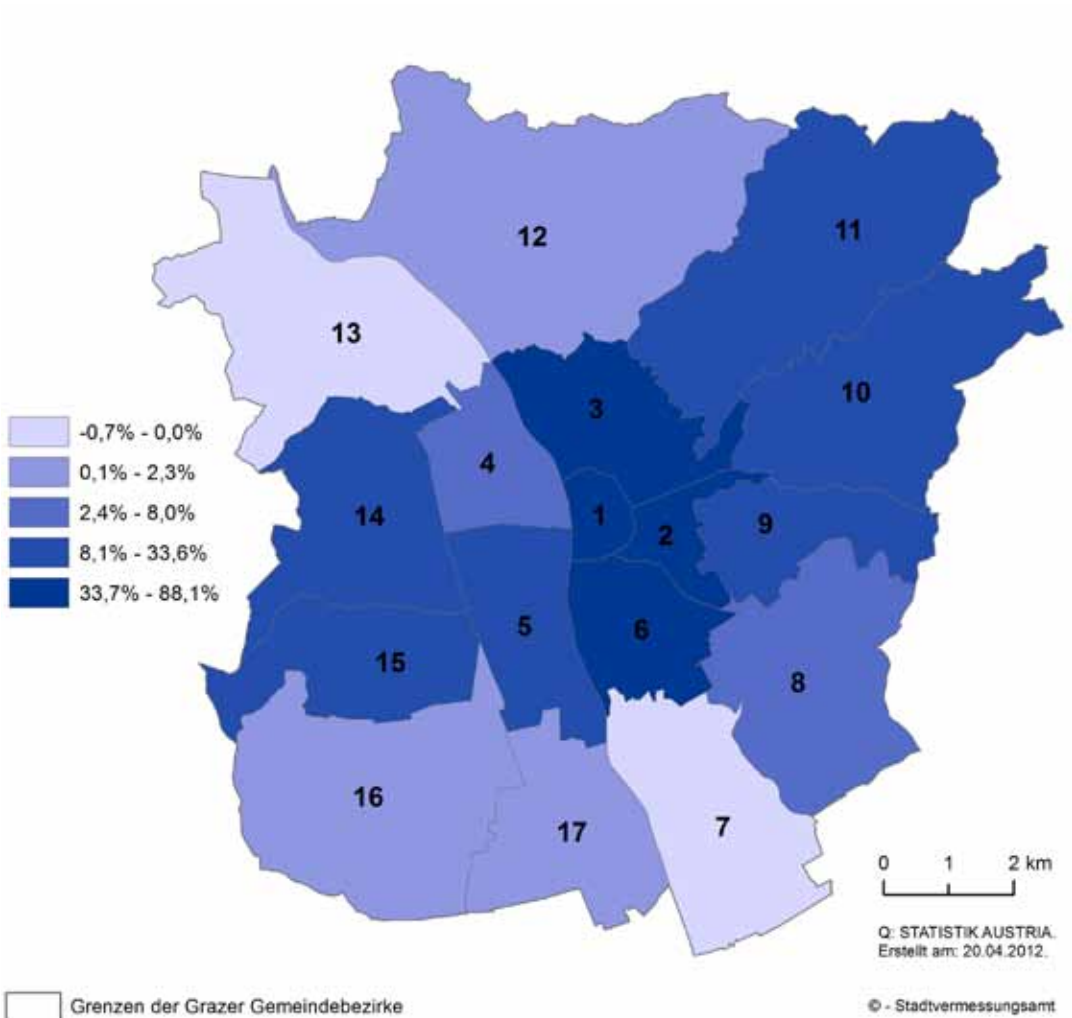 12
11
13
10
3
4
-0,7% - 0,0%
0,1% - 2,3%
2,4% - 8,0%
8,1% - 33,6%
33,7% - 88,1%
14
1
2
9
5
6
15
8
16
17
7
0 1 2 km
Q: STATISTIK AUSTRIA.
Erstellt am: 20.04.2012.
Grenzen der Grazer Gemeindebezirke
© - Stadtvermessungsamt